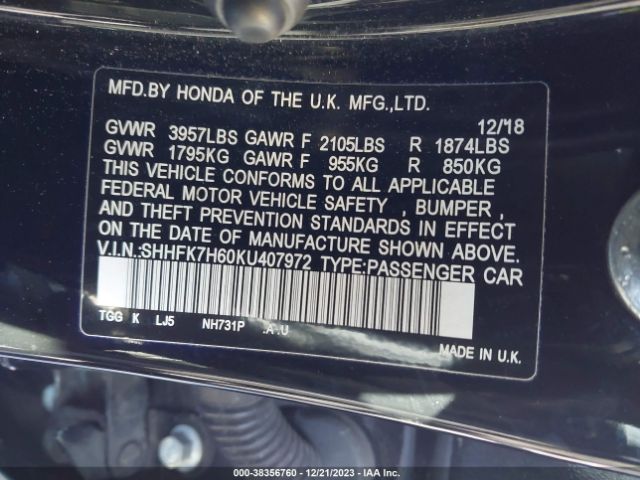 MFD.BY HONDA OF THE U.K. MFG.,LTD.
12/18
GVWR 3957LBS GAWR F 2105LBS R 1874LBS
GVWR 1795KG GAWR F 955KG R 850KG
THIS VEHICLE CONFORMS TO ALL APPLICABLE
FEDERAL MOTOR VEHICLE SAFETY , BUMPER ,
AND THEFT PREVENTION STANDARDS IN EFFECT
ON THE DATE OF MANUFACTURE SHOWN ABOVE.
V.I.N.:SHHFK7H60KU407972 TYPE:PASSENGER CAR
TGG K LJ5 NH731P .A.U
MADE IN U.K.
000-38356760 - 12/21/2023 - IAA Inc.